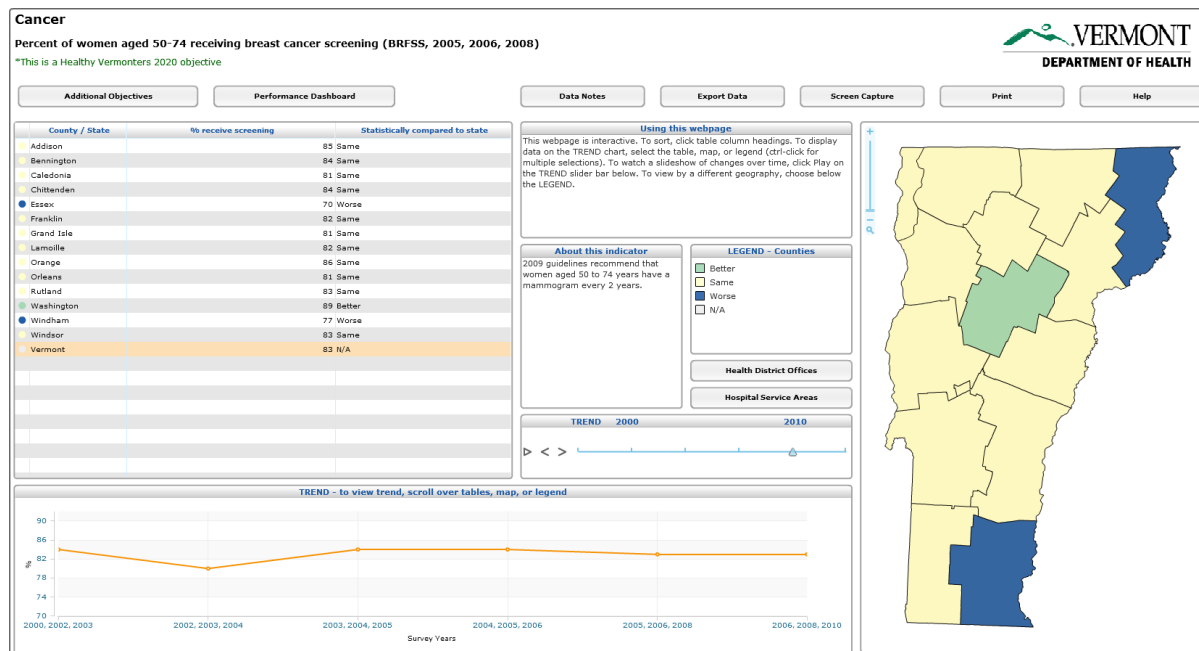 Cancer
Percent of women aged 50-74 receiving breast cancer screening (BRFSS, 2005, 2006, 2008)
*This is a Healthy Vermonters 2020 objective
VERMONT
DEPARTMENT OF HEALTH
Additional Objectives
Performance Dashboard
Data Notes
Export Data
Screen Capture
Print
Help
County / State % receive screening Statistically compared to state
Addison 85 Same
Bennington 84 Same
Caledonia 81 Same
Chittenden 84 Same
Essex 70 Worse
Franklin 82 Same
Grand Isle 81 Same
Lamoille 82 Same
Orange 86 Same
Orleans 81 Same
Rutland 83 Same
Washington 89 Better
Windham 77 Worse
Windsor 83 Same
Vermont 83 N/A
Using this webpage
This webpage is interactive. To sort, click table column headings. To display
data on the TREND chart, select the table, map, or legend (ctrl-click for
multiple selections). To watch a slideshow of changes over time, click Play on
the TREND slider bar below. To view by a different geography, choose below
the LEGEND.
About this indicator
2009 guidelines recommend that
women aged 50 to 74 years have a
mammogram every 2 years.
LEGEND - Counties
Better
Same
Worse
N/A
Health District Offices
Hospital Service Areas
TREND 2000 2010
TREND - to view trend, scroll over tables, map, or legend
90
86
82
78
74
70
%
2000, 2002, 2003
2002, 2003, 2004
2003, 2004, 2005
2004, 2005, 2006
2005, 2006, 2008
2006, 2008, 2010
Survey Years